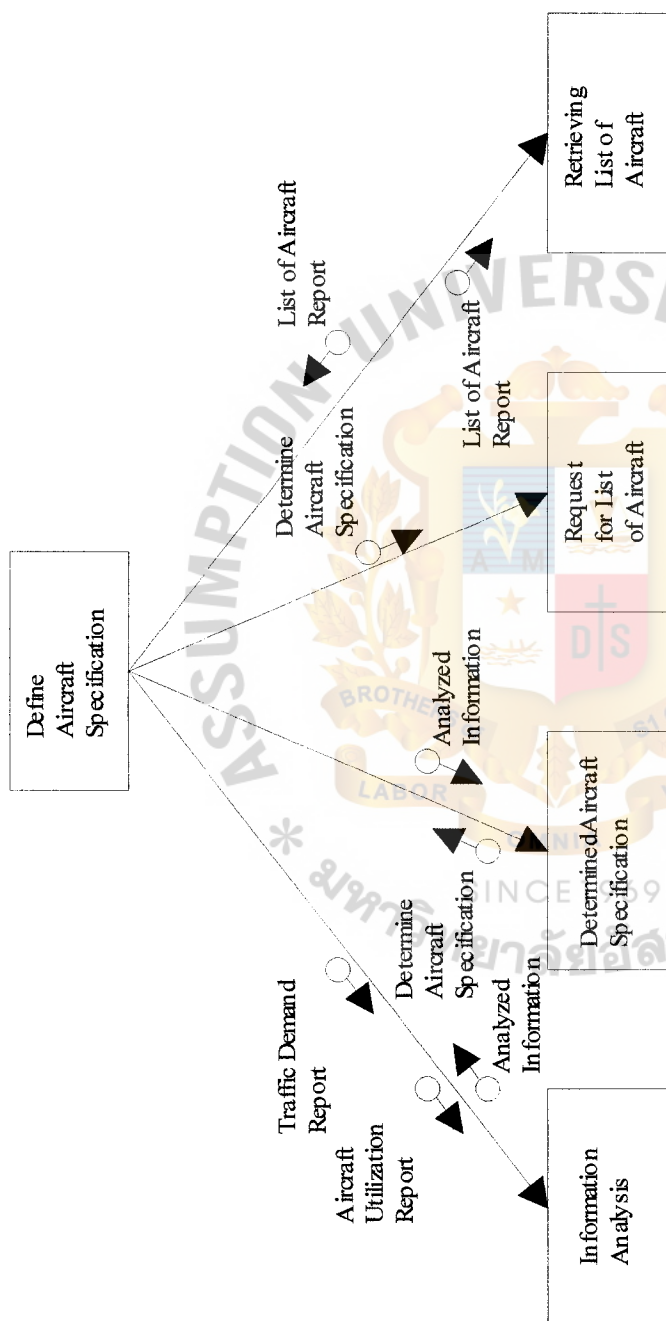 Define
Aircraft
Specification
Traffic Demand
Report
Aircraft
Utilization
Report
Analyzed
Information
Determine
Aircraft
Specification
Analyzed
Information
Determine
Aircraft
Specification
List of Aircraft
Report
List of Aircraft
Report
Information
Analysis
Determined Aircraft
Specification
Request
for List
of Aircraft
Retrieving
List of
Aircraft
ASSUMPTION UNIVERS
BROTHERS
LABOR
OMNI
SINCE 1969
A M
D S